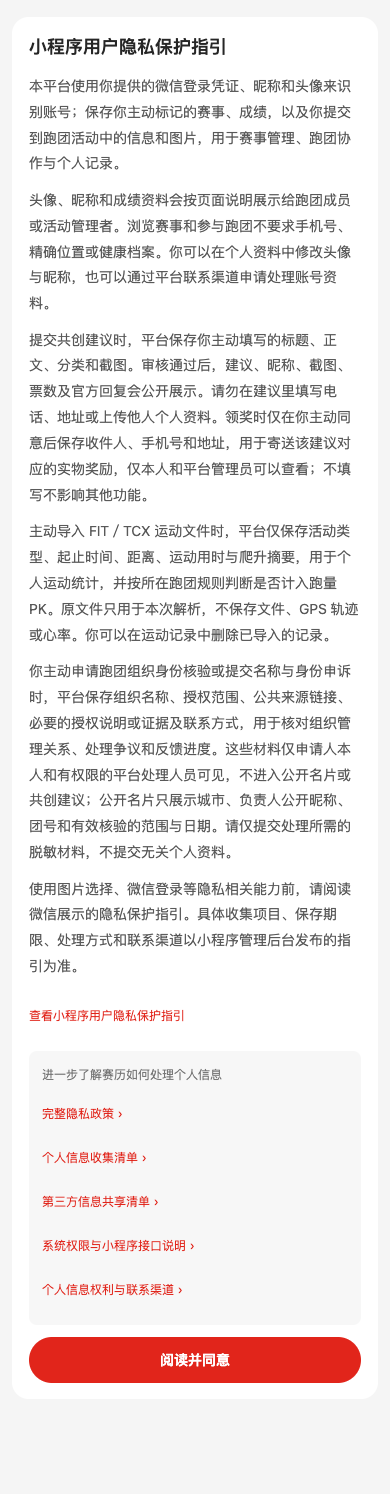 小程序用户隐私保护指引
本平台使用你提供的微信登录凭证、昵称和头像来识
别账号；保存你主动标记的赛事、成绩，以及你提交
到跑团活动中的信息和图片，用于赛事管理、跑团协
作与个人记录。
头像、昵称和成绩资料会按页面说明展示给跑团成员
或活动管理者。浏览赛事和参与跑团不要求手机号、
精确位置或健康档案。你可以在个人资料中修改头像
与昵称，也可以通过平台联系渠道申请处理账号资
料。
提交共创建议时，平台保存你主动填写的标题、正
文、分类和截图。审核通过后，建议、昵称、截图、
票数及官方回复会公开展示。请勿在建议里填写电
话、地址或上传他人个人资料。领奖时仅在你主动同
意后保存收件人、手机号和地址，用于寄送该建议对
应的实物奖励，仅本人和平台管理员可以查看；不填
写不影响其他功能。
主动导入 FIT / TCX 运动文件时，平台仅保存活动类
型、起止时间、距离、运动用时与爬升摘要，用于个
人运动统计，并按所在跑团规则判断是否计入跑量
PK。原文件只用于本次解析，不保存文件、GPS 轨迹
或心率。你可以在运动记录中删除已导入的记录。
你主动申请跑团组织身份核验或提交名称与身份申诉
时，平台保存组织名称、授权范围、公共来源链接、
必要的授权说明或证据及联系方式，用于核对组织管
理关系、处理争议和反馈进度。这些材料仅申请人本
人和有权限的平台处理人员可见，不进入公开名片或
共创建议；公开名片只展示城市、负责人公开昵称、
团号和有效核验的范围与日期。请仅提交处理所需的
脱敏材料，不提交无关个人资料。
使用图片选择、微信登录等隐私相关能力前，请阅读
微信展示的隐私保护指引。具体收集项目、保存期
限、处理方式和联系渠道以小程序管理后台发布的指
引为准。
查看小程序用户隐私保护指引
进一步了解赛历如何处理个人信息
完整隐私政策 ›
个人信息收集清单 ›
第三方信息共享清单 ›
系统权限与小程序接口说明 ›
个人信息权利与联系渠道 ›
阅读并同意